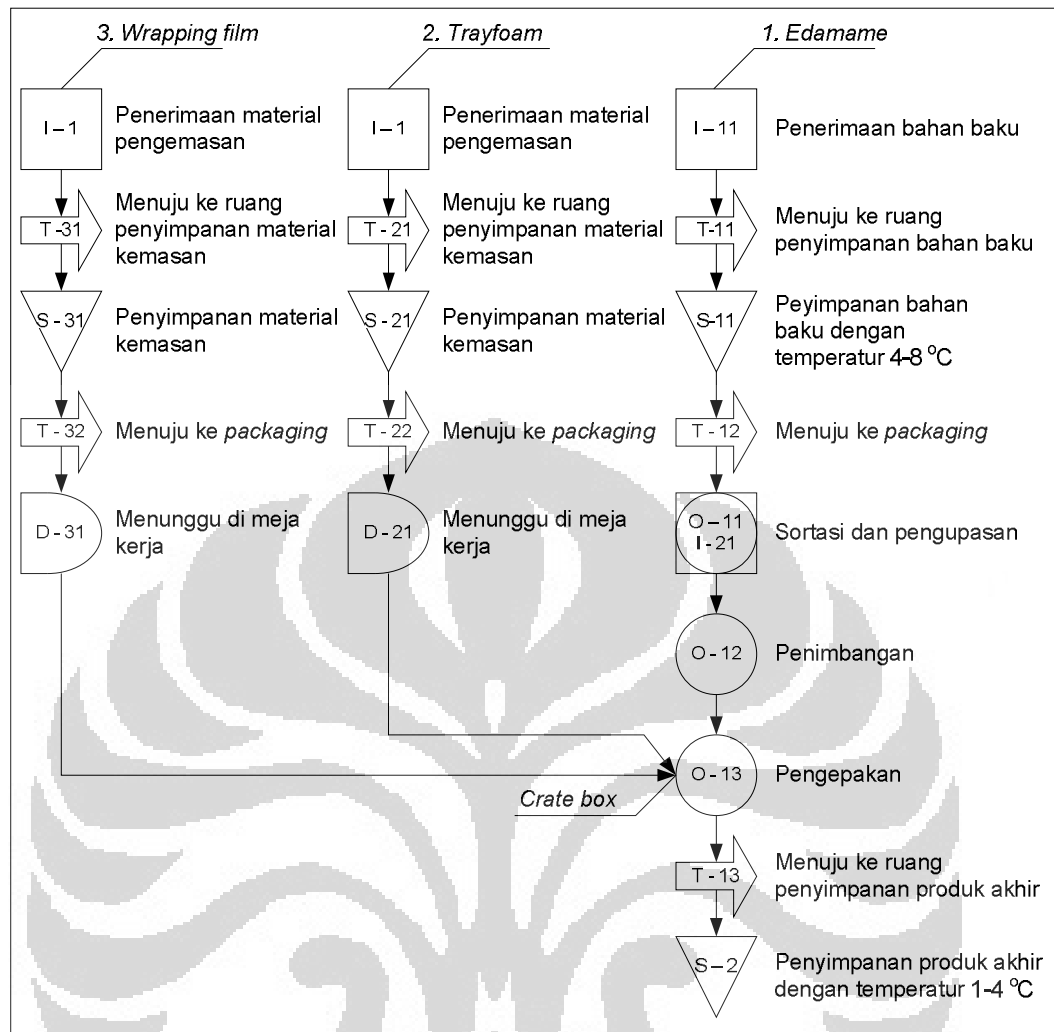 3. Wrapping film
2. Trayfoam
1. Edamame
I – 1
Penerimaan material
pengemasan
I – 1
Penerimaan material
pengemasan
I – 11
Penerimaan bahan baku
T -31
Menuju ke ruang
penyimpanan material
kemasan
T - 21
Menuju ke ruang
penyimpanan material
kemasan
T-11
Menuju ke ruang
penyimpanan bahan baku
S - 31
Penyimpanan material
kemasan
S - 21
Penyimpanan material
kemasan
S-11
Peyimpanan bahan
baku dengan
temperatur 4-8 °C
T - 32
Menuju ke packaging
T - 22
Menuju ke packaging
T - 12
Menuju ke packaging
D - 31
Menunggu di meja
kerja
D - 21
Menunggu di meja
kerja
O – 11
I - 21
Sortasi dan pengupasan
O - 12
Penimbangan
O - 13
Pengepakan
Crate box
T - 13
Menuju ke ruang
penyimpanan produk akhir
S – 2
Penyimpanan produk akhir
dengan temperatur 1-4 °C